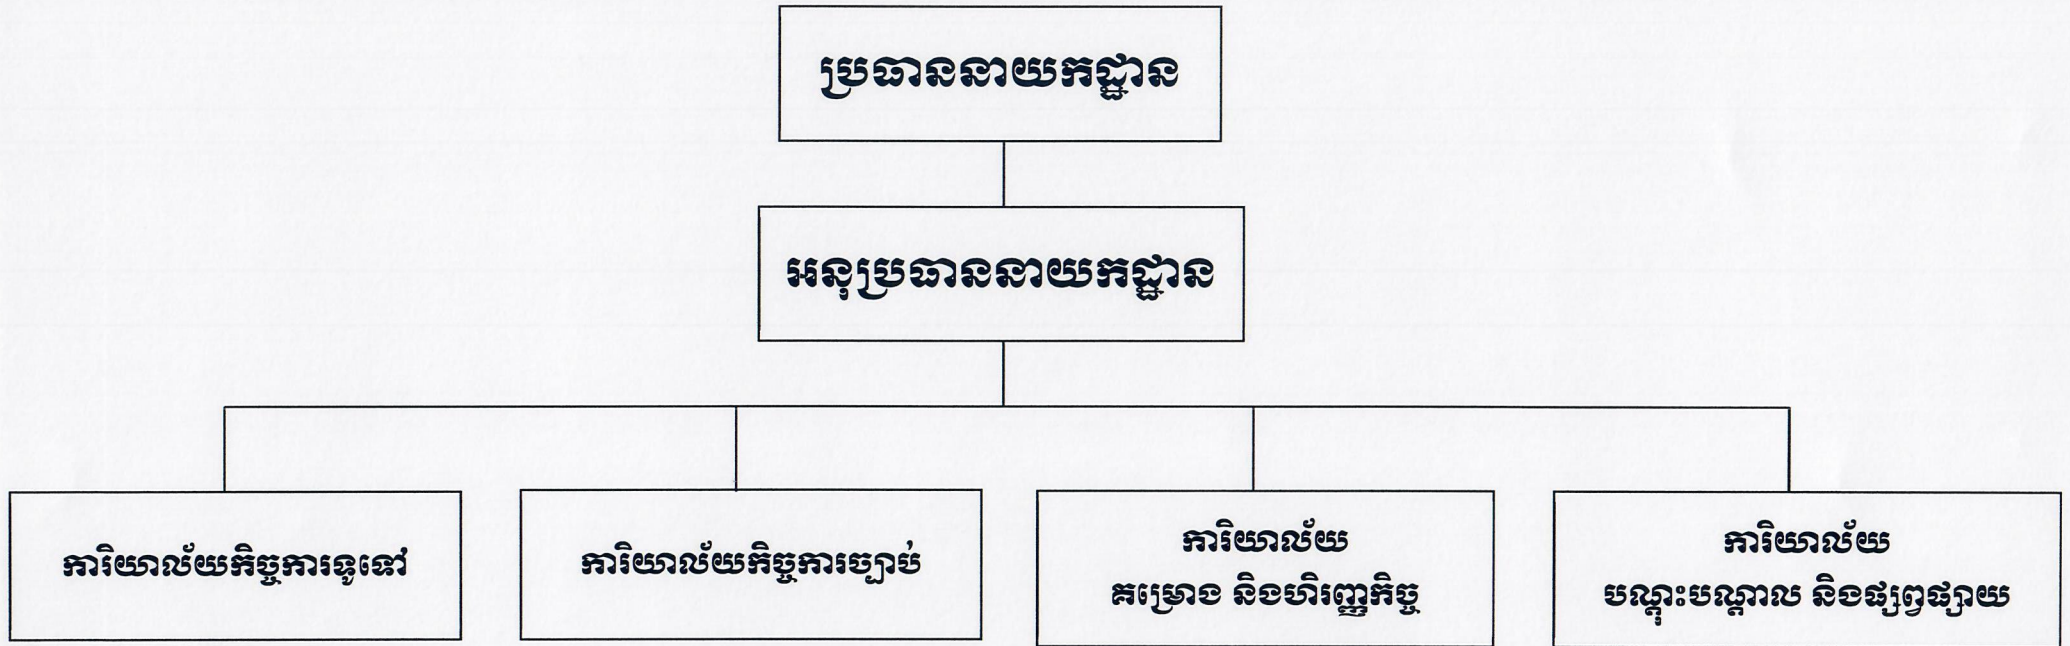 ប្រធាននាយកដ្ឋាន
អនុប្រធាននាយកដ្ឋាន
ការិយាល័យកិច្ចការទូទៅ
ការិយាល័យកិច្ចការច្បាប់
ការិយាល័យ
គម្រោង និងហិរញ្ញកិច្ច
ការិយាល័យ
បណ្តុះបណ្តាល និងផ្សព្វផ្សាយ